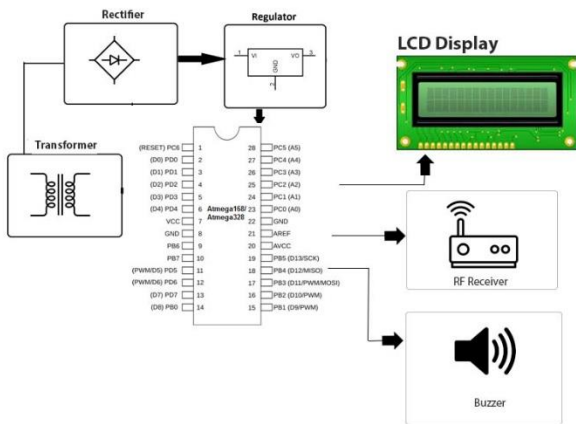 Rectifier
Regulator
1 VI VO 3
GND
2
LCD Display
Transformer
(RESET) PC6 1 28 PC5 (A5)
(D0) PD0 2 27 PC4 (A4)
(D1) PD1 3 26 PC3 (A3)
(D2) PD2 4 25 PC2 (A2)
(D3) PD3 5 24 PC1 (A1)
(D4) PD4 6 23 PC0 (A0)
Atmega168/
Atmega328
VCC 7 22 GND
GND 8 21 AREF
PB6 9 20 AVCC
PB7 10 19 PB5 (D13/SCK)
(PWM/D5) PD5 11 18 PB4 (D12/MISO)
(PWM/D6) PD6 12 17 PB3 (D11/PWM/MOSI)
(D7) PD7 13 16 PB2 (D10/PWM)
(D8) PB0 14 15 PB1 (D9/PWM)
RF Receiver
Buzzer